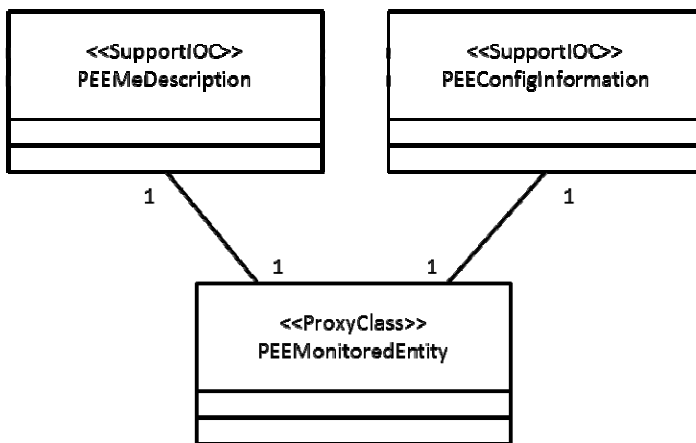 <<SupportIOC>>
PEEMeDescription
<<SupportIOC>>
PEEConfigInformation
1
1
1
1
<<ProxyClass>>
PEEMonitoredEntity